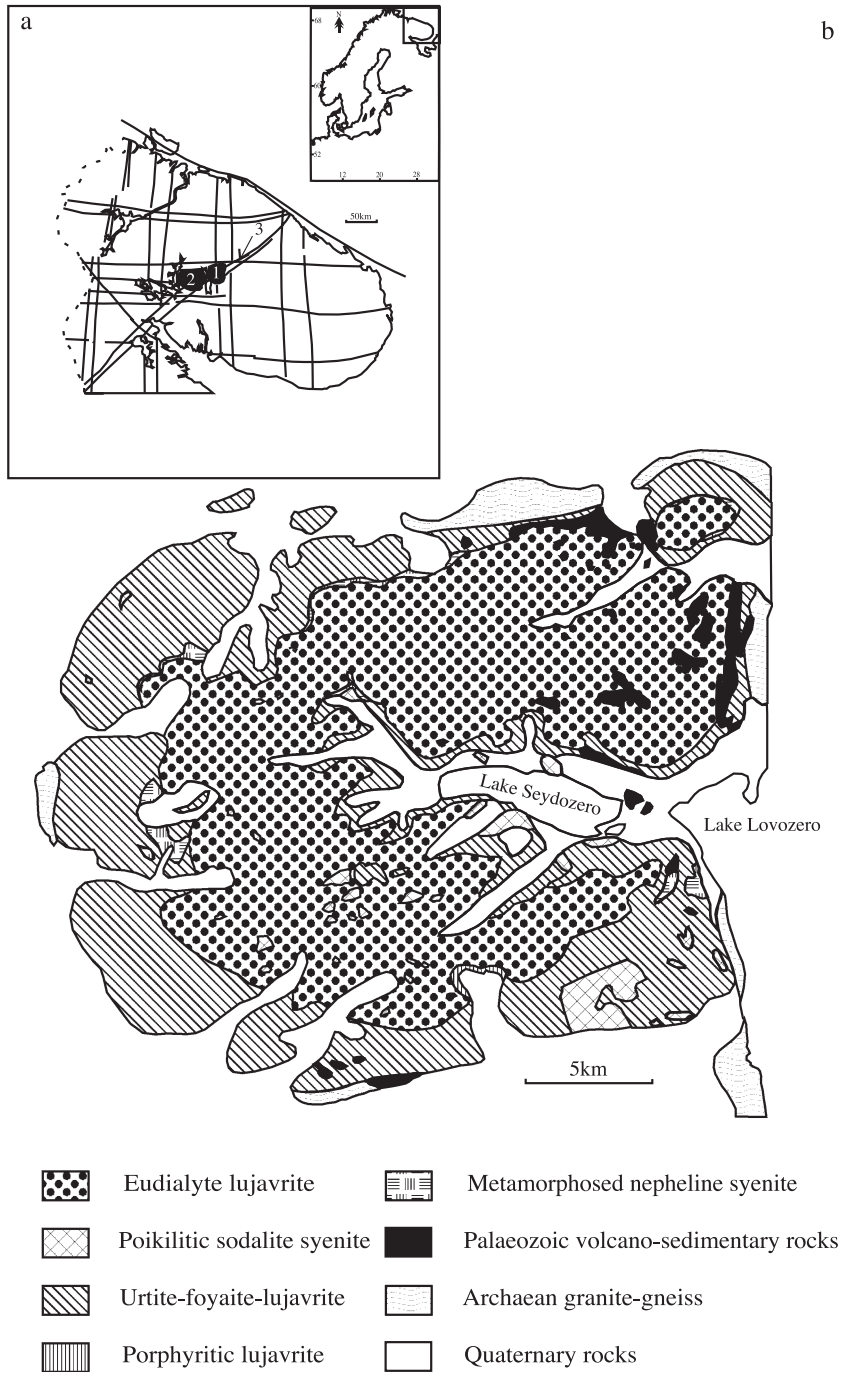 a
b
N
68
60
52
12 20 28
50km
3
2 1
Lake Seydozero
Lake Lovozero
5km
Eudialyte lujavrite
Metamorphosed nepheline syenite
Poikilitic sodalite syenite
Palaeozoic volcano-sedimentary rocks
Urtite-foyaite-lujavrite
Archaean granite-gneiss
Porphyritic lujavrite
Quaternary rocks